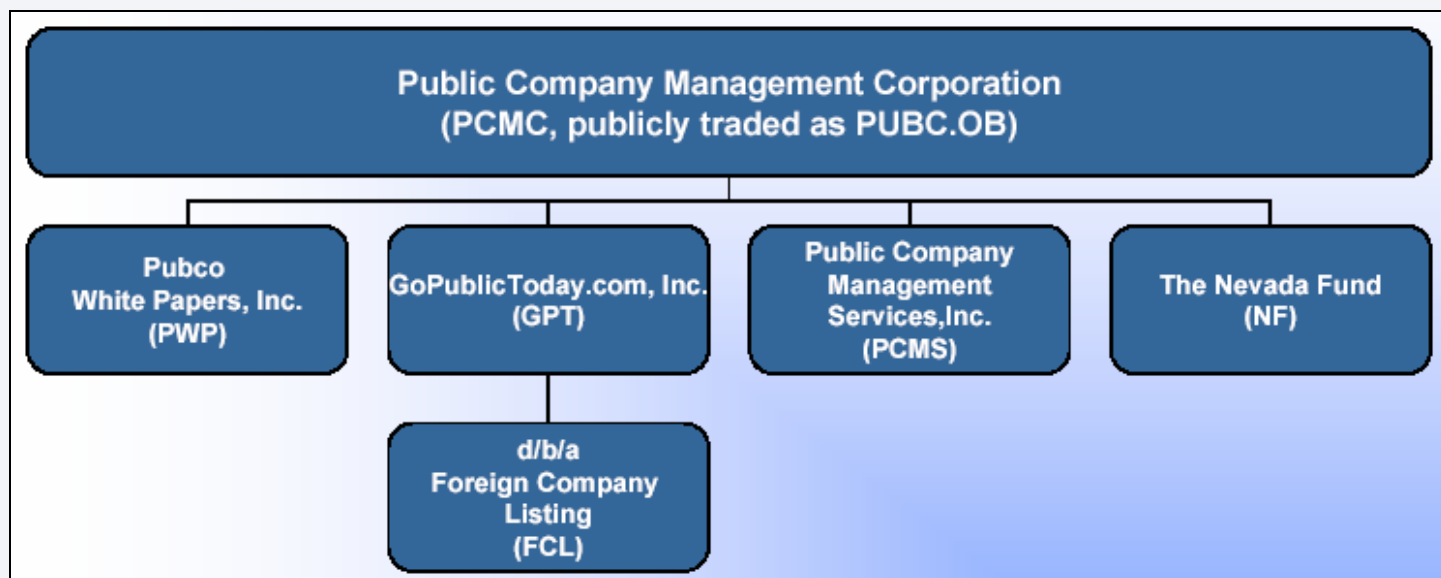 Public Company Management Corporation
(PCMC, publicly traded as PUBC.OB)
Pubco
White Papers, Inc.
(PWP)
GoPublicToday.com, Inc.
(GPT)
Public Company
Management
Services,Inc.
(PCMS)
The Nevada Fund
(NF)
d/b/a
Foreign Company
Listing
(FCL)